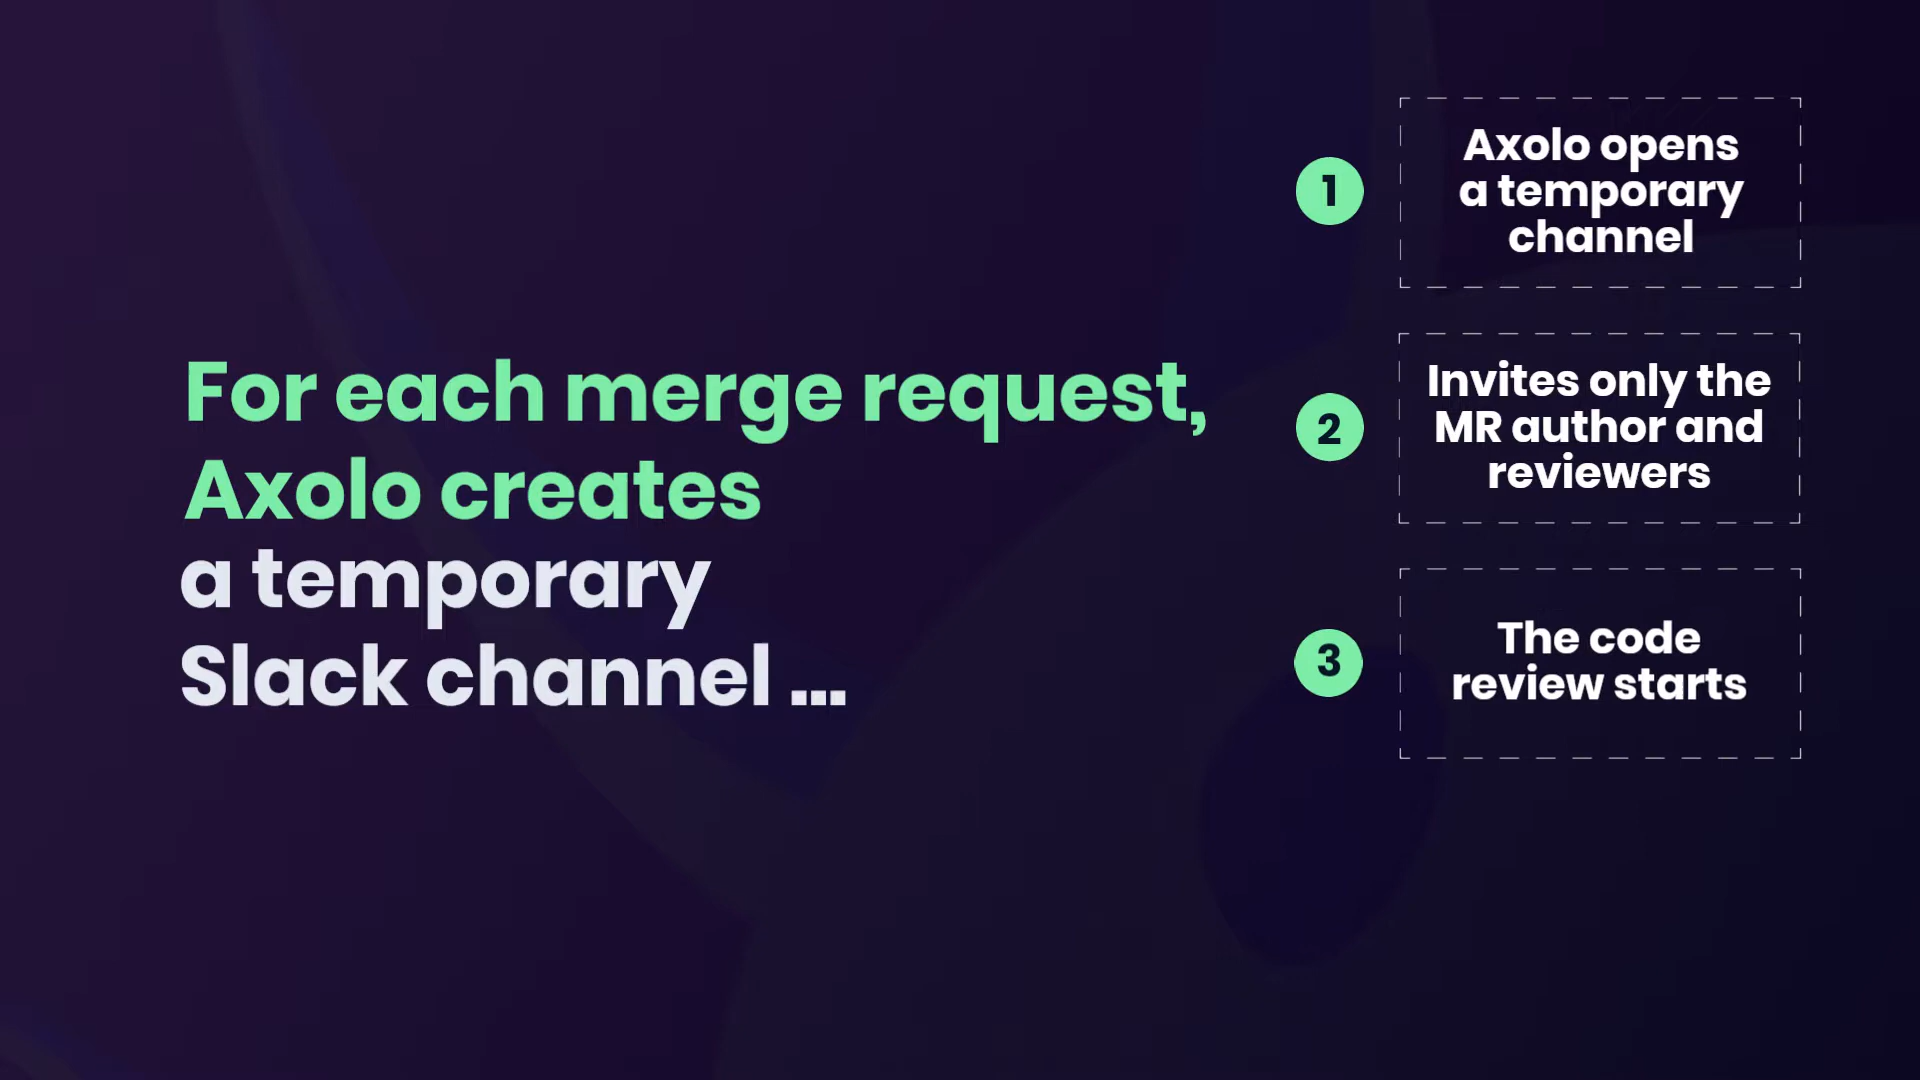 For each merge request,
Axolo creates
a temporary
Slack channel ...
1
Axolo opens
a temporary
channel
2
Invites only the
MR author and
reviewers
3
The code
review starts